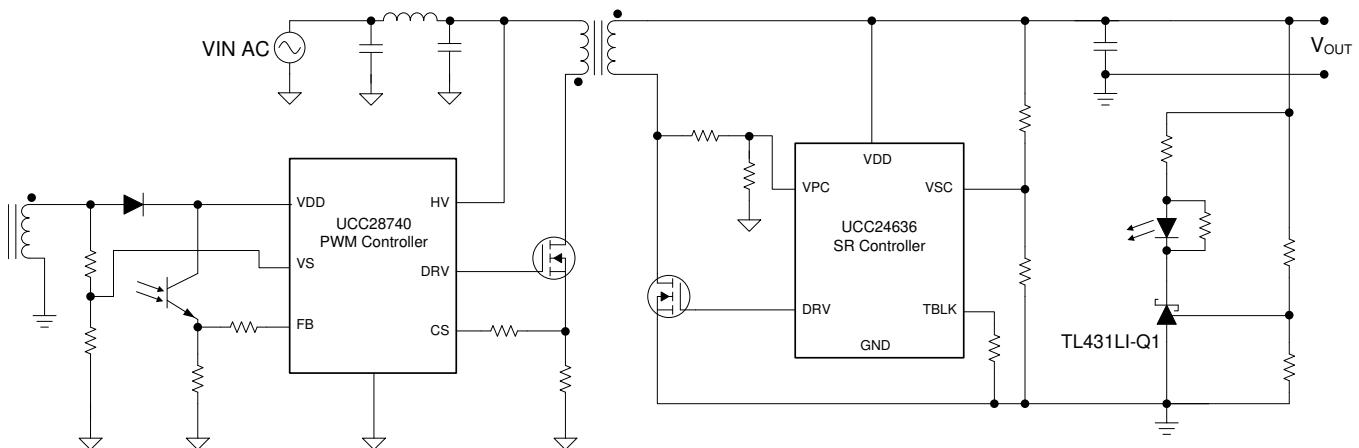 VIN AC
VOUT
VDD
HV
UCC28740
PWM Controller
VS
DRV
FB
CS
VDD
VPC
VSC
UCC24636
SR Controller
DRV
TBLK
GND
TL431LI-Q1